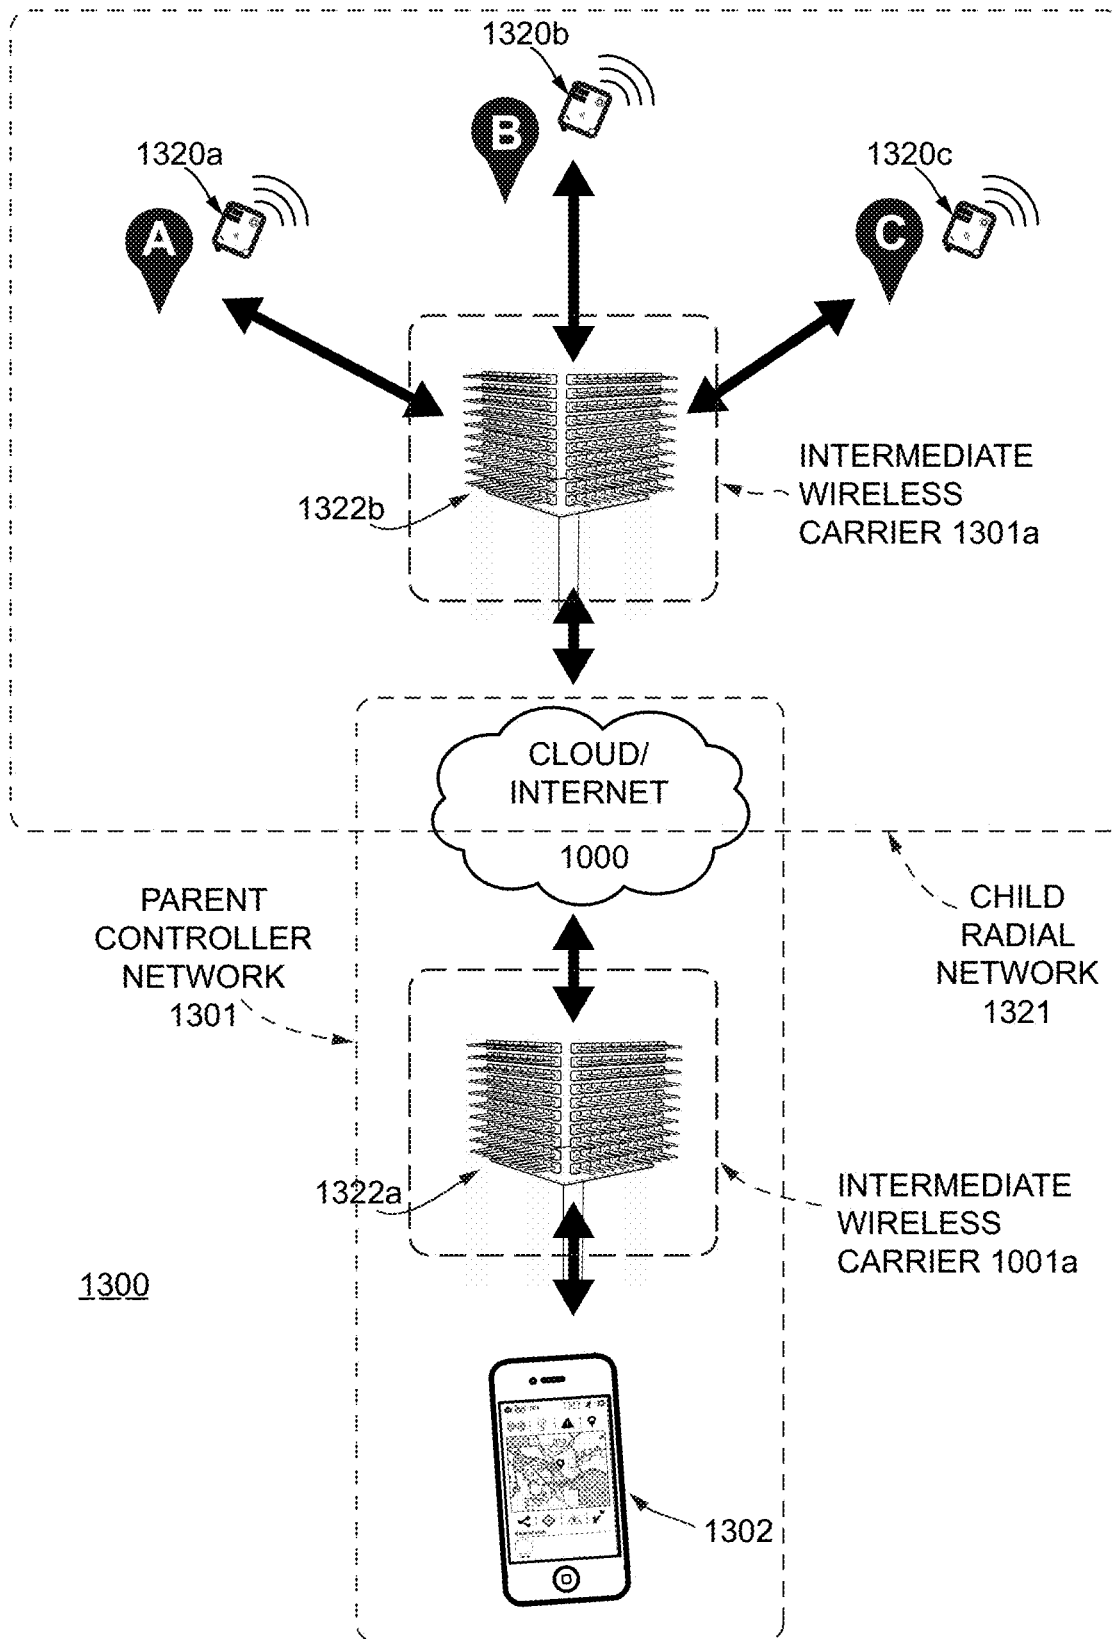 1320b
B
1320a
1320c
A
C
1322b
INTERMEDIATE
WIRELESS
CARRIER 1301a
CLOUD/
INTERNET
1000
PARENT
CONTROLLER
NETWORK
1301
CHILD
RADIAL
NETWORK
1321
1322a
INTERMEDIATE
WIRELESS
CARRIER 1001a
1300
1302